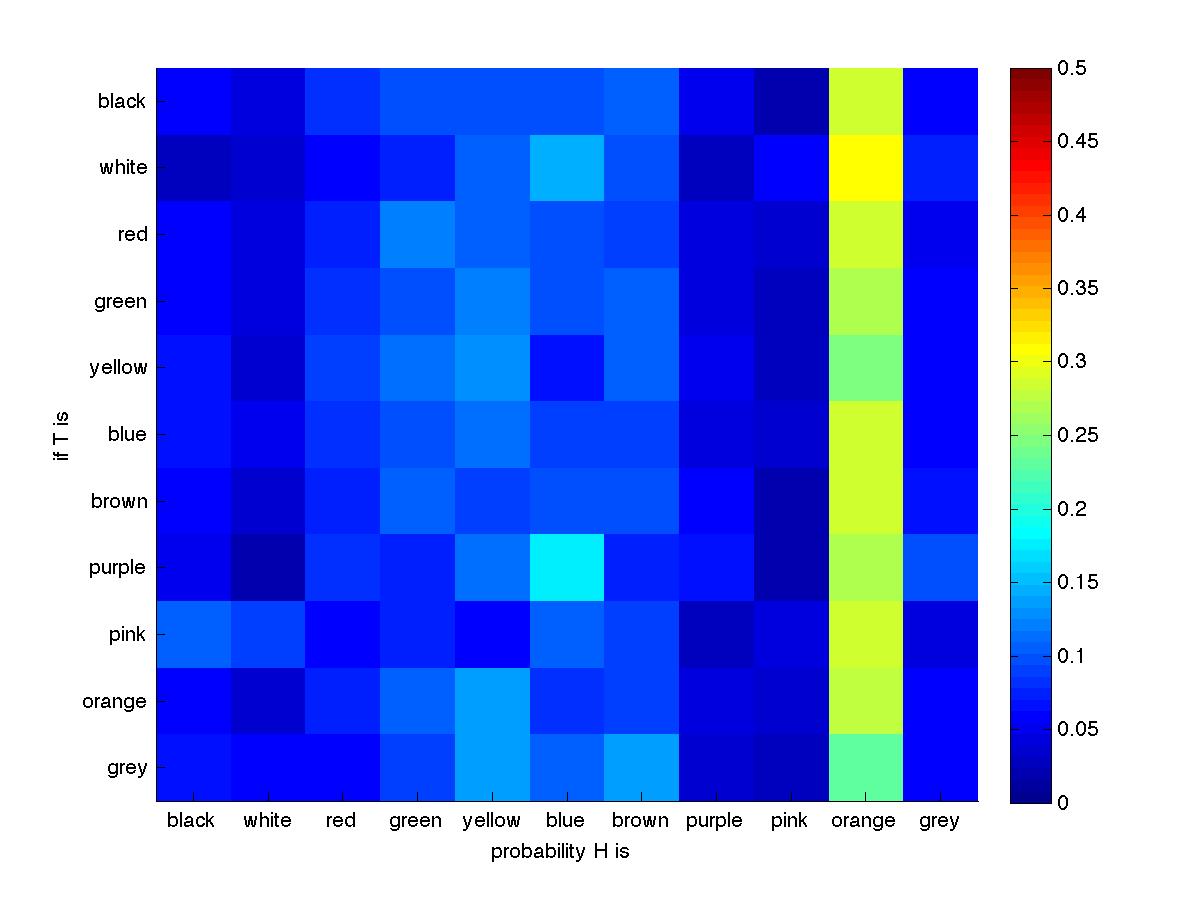 black
white
red
green
yellow
blue
brown
purple
pink
orange
grey
if T is
black white red green yellow blue brown purple pink orange grey
probability H is
0.5
0.45
0.4
0.35
0.3
0.25
0.2
0.15
0.1
0.05
0